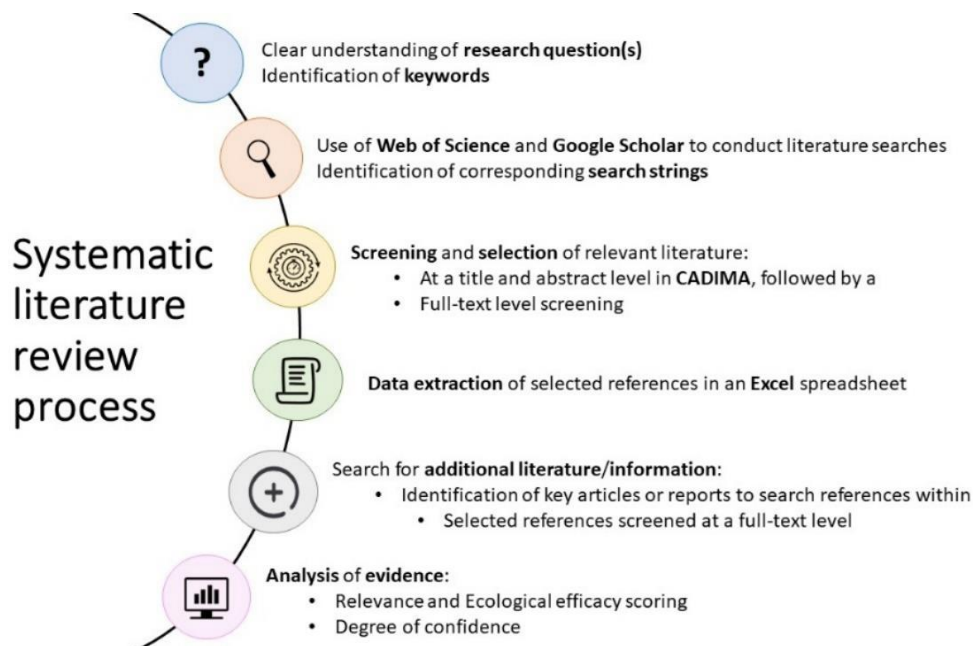 ?
Clear understanding of research question(s)
Identification of keywords
Use of Web of Science and Google Scholar to conduct literature searches
Identification of corresponding search strings
Systematic
literature
review
process
Screening and selection of relevant literature:
• At a title and abstract level in CADIMA, followed by a
• Full-text level screening
Data extraction of selected references in an Excel spreadsheet
Search for additional literature/information:
• Identification of key articles or reports to search references within
• Selected references screened at a full-text level
Analysis of evidence:
• Relevance and Ecological efficacy scoring
• Degree of confidence